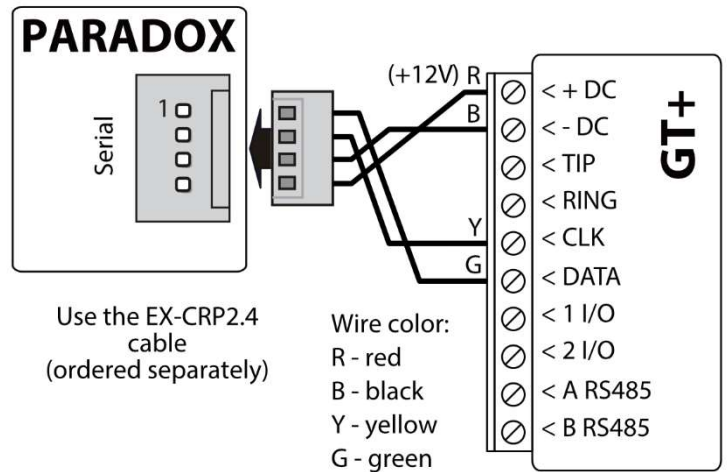 PARADOX
Serial
1
(+12V) R
B
Y
G
< + DC
< - DC
< TIP
< RING
< CLK
< DATA
< 1 I/O
< 2 I/O
< A RS485
< B RS485
GT+
Use the EX-CRP2.4
cable
(ordered separately)
Wire color:
R - red
B - black
Y - yellow
G - green